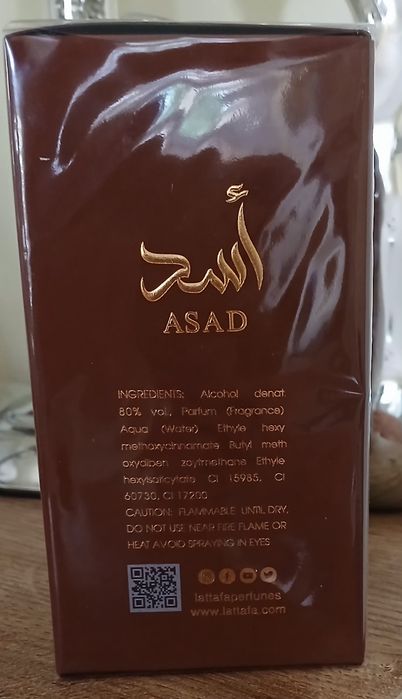 أسد
ASAD
INGREDIENTS: Alcohol denat.
80% vol., Parfum (Fragrance)
Aqua (Water) Ethyle hexy
methoxycinnamate Butyl meth
oxydiben zoylmethane Ethyle
hexylsaricylate CI 15985, CI
60730, CI 17200
CAUTION: FLAMMABLE UNTIL DRY.
DO NOT USE NEAR FIRE FLAME OR
HEAT AVOID SPRAYING IN EYES
lattafaperfunes
www.lattafa.com